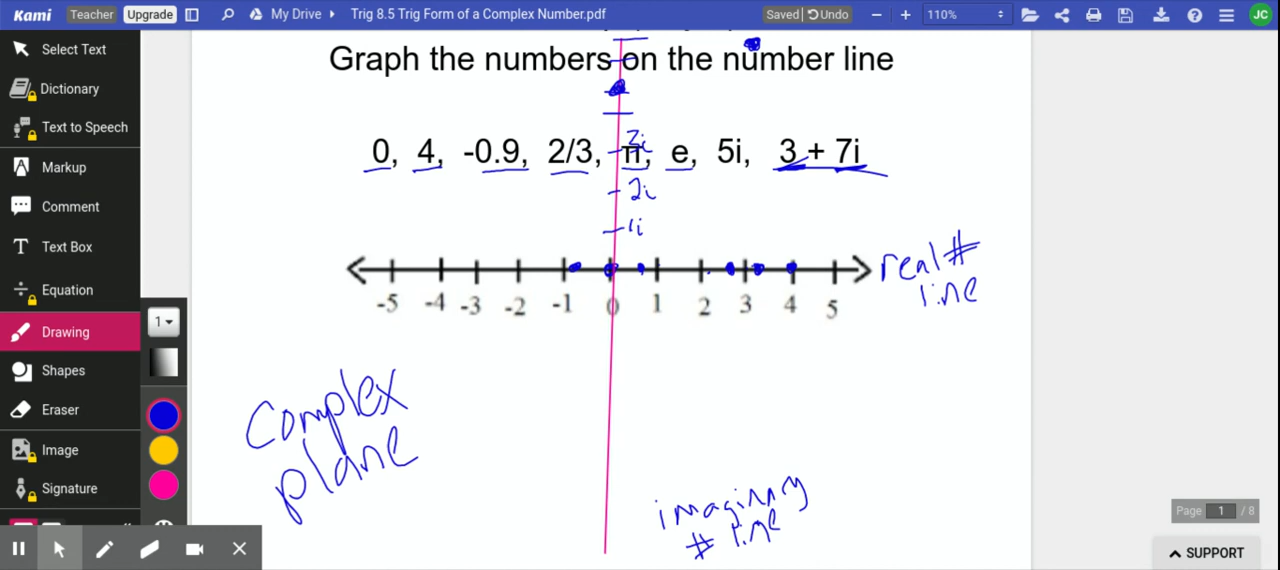 Kami Teacher Upgrade My Drive Trig 8.5 Trig Form of a Complex Number.pdf Saved Undo 110% JC
Select Text
Dictionary
Text to Speech
Markup
Comment
Text Box
Equation
Drawing
Shapes
Eraser
Image
Signature
1
Graph the numbers on the number line
0, 4, -0.9, 2/3, π, e, 5i, 3 + 7i
3i
2i
1i
-5 -4 -3 -2 -1 0 1 2 3 4 5
real #
line
Complex
plane
imaginry
# line
Page 1 / 8
SUPPORT